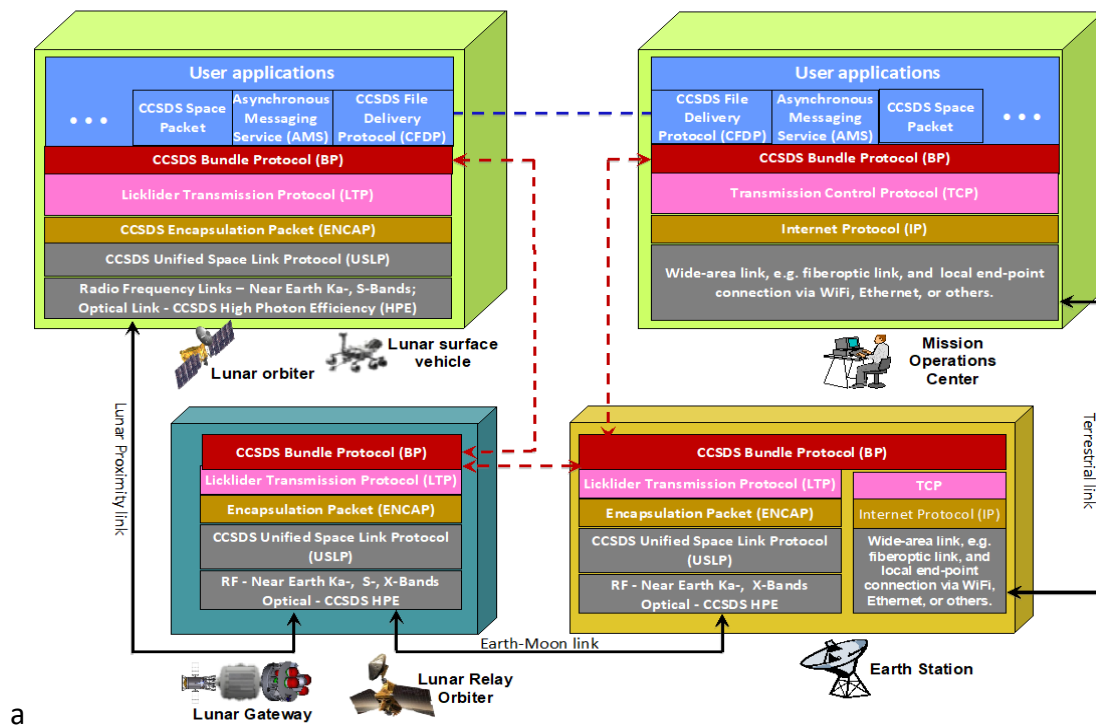 User applications
• • •
CCSDS Space
Packet
Asynchronous
Messaging
Service (AMS)
CCSDS File
Delivery
Protocol (CFDP)
CCSDS Bundle Protocol (BP)
Licklider Transmission Protocol (LTP)
CCSDS Encapsulation Packet (ENCAP)
CCSDS Unified Space Link Protocol (USLP)
Radio Frequency Links – Near Earth Ka-, S-Bands;
Optical Link - CCSDS High Photon Efficiency (HPE)
Lunar orbiter
Lunar surface
vehicle
User applications
CCSDS File
Delivery
Protocol (CFDP)
Asynchronous
Messaging
Service (AMS)
CCSDS Space
Packet
• • •
CCSDS Bundle Protocol (BP)
Transmission Control Protocol (TCP)
Internet Protocol (IP)
Wide-area link, e.g. fiberoptic link, and local end-point
connection via WiFi, Ethernet, or others.
Mission
Operations
Center
Lunar Proximity link
Terrestrial link
CCSDS Bundle Protocol (BP)
Licklider Transmission Protocol (LTP)
Encapsulation Packet (ENCAP)
CCSDS Unified Space Link Protocol
(USLP)
RF - Near Earth Ka-, S-, X-Bands
Optical - CCSDS HPE
CCSDS Bundle Protocol (BP)
Licklider Transmission Protocol (LTP)
Encapsulation Packet (ENCAP)
CCSDS Unified Space Link Protocol
(USLP)
RF - Near Earth Ka-, X-Bands
Optical - CCSDS HPE
TCP
Internet Protocol (IP)
Wide-area link, e.g.
fiberoptic link, and
local end-point
connection via WiFi,
Ethernet, or others.
Earth-Moon link
Lunar Gateway
Lunar Relay
Orbiter
Earth Station
a